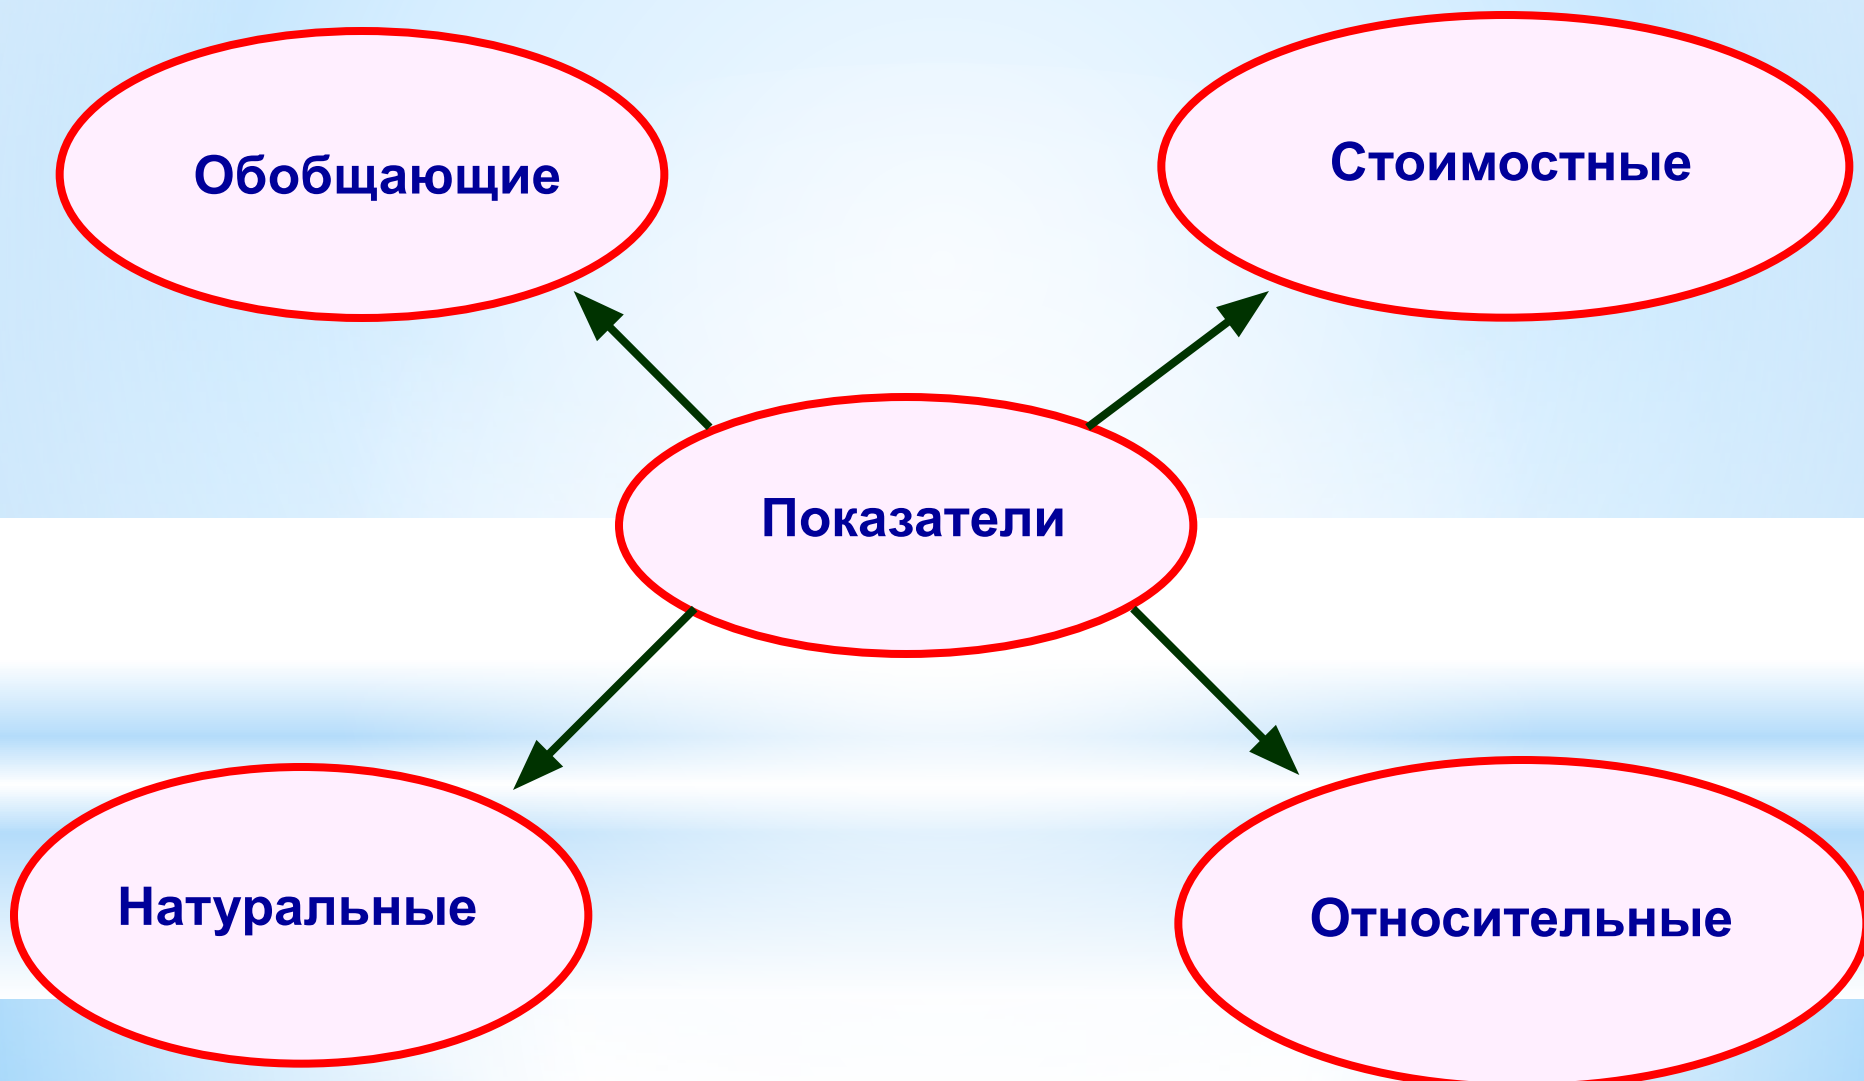 Обобщающие
Стоимостные
Показатели
Натуральные
Относительные